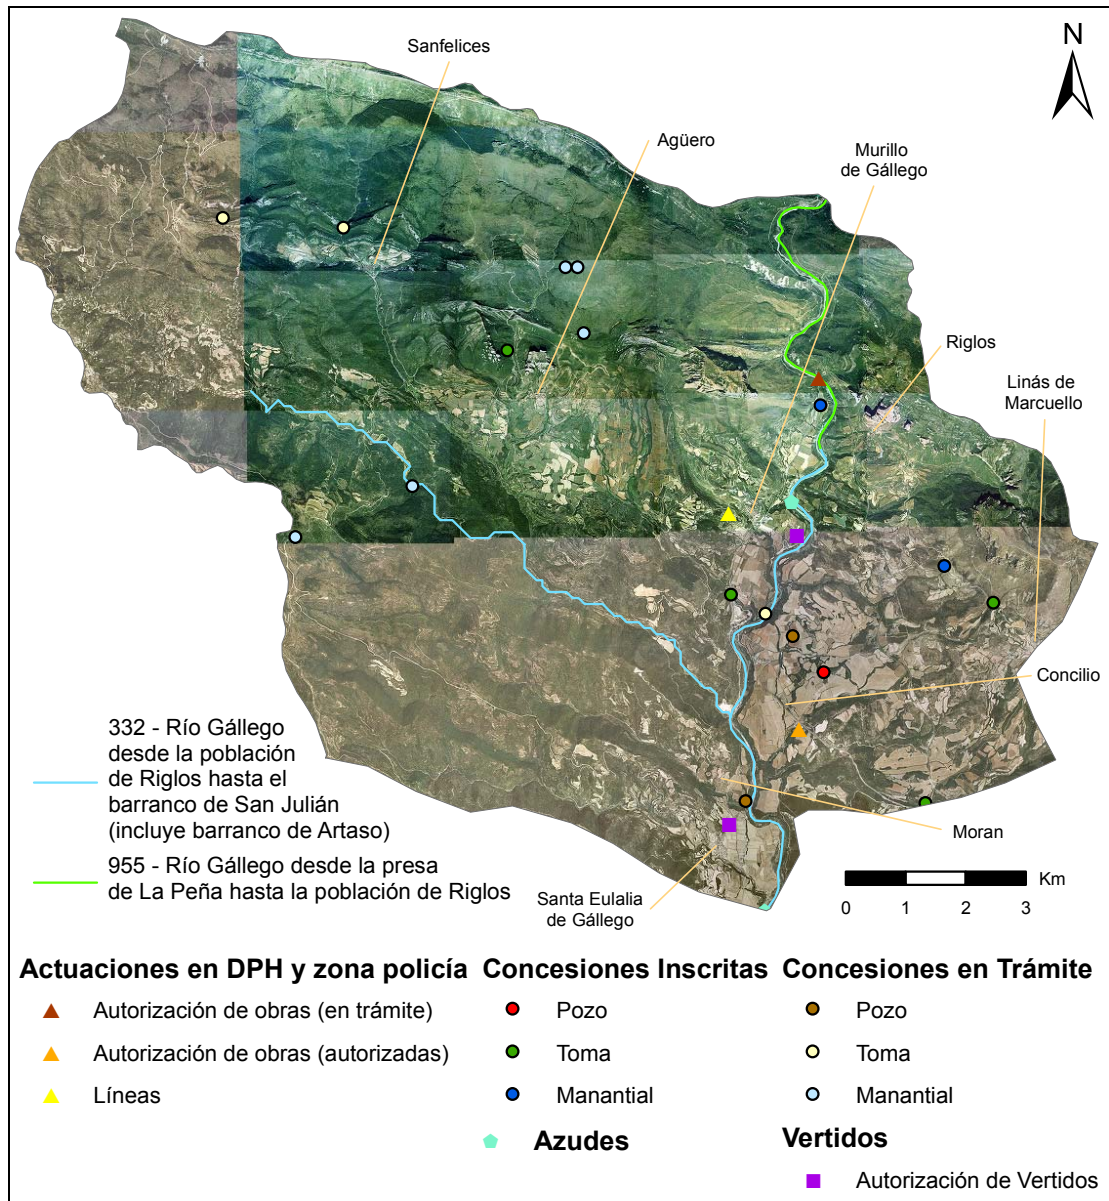 Sanfelices
N
Agüero
Murillo
de Gállego
Riglos
Linás de
Marcuello
Concilio
332 - Río Gállego
desde la población
de Riglos hasta el
barranco de San Julián
(incluye barranco de Artaso)
Moran
955 - Río Gállego desde la presa
de La Peña hasta la población de Riglos
Km
0 1 2 3
Santa Eulalia
de Gállego
Actuaciones en DPH y zona policía
Autorización de obras (en trámite)
Autorización de obras (autorizadas)
Líneas
Concesiones Inscritas
Pozo
Toma
Manantial
Azudes
Concesiones en Trámite
Pozo
Toma
Manantial
Vertidos
Autorización de Vertidos